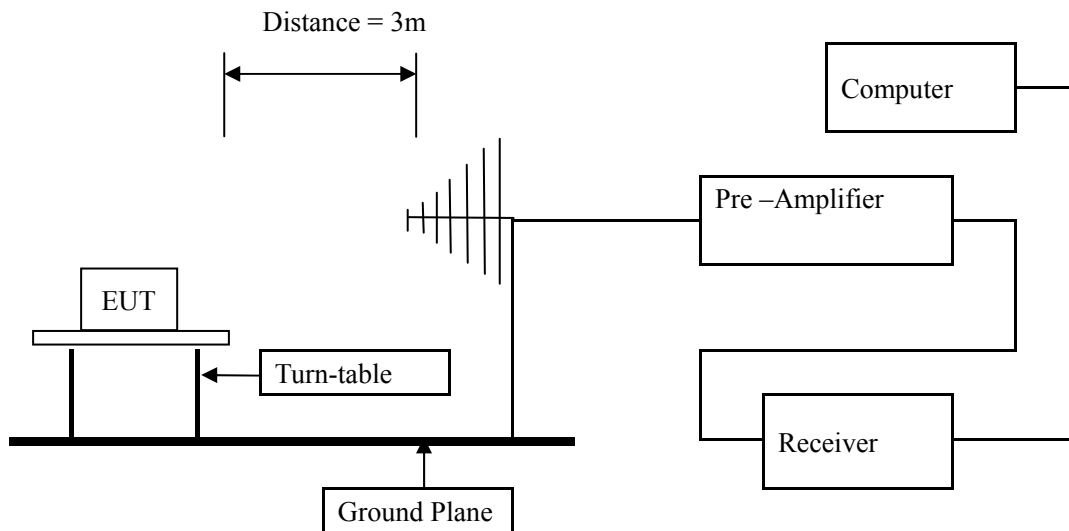 Distance = 3m
Computer
Pre –Amplifier
EUT
Turn-table
Receiver
Ground Plane